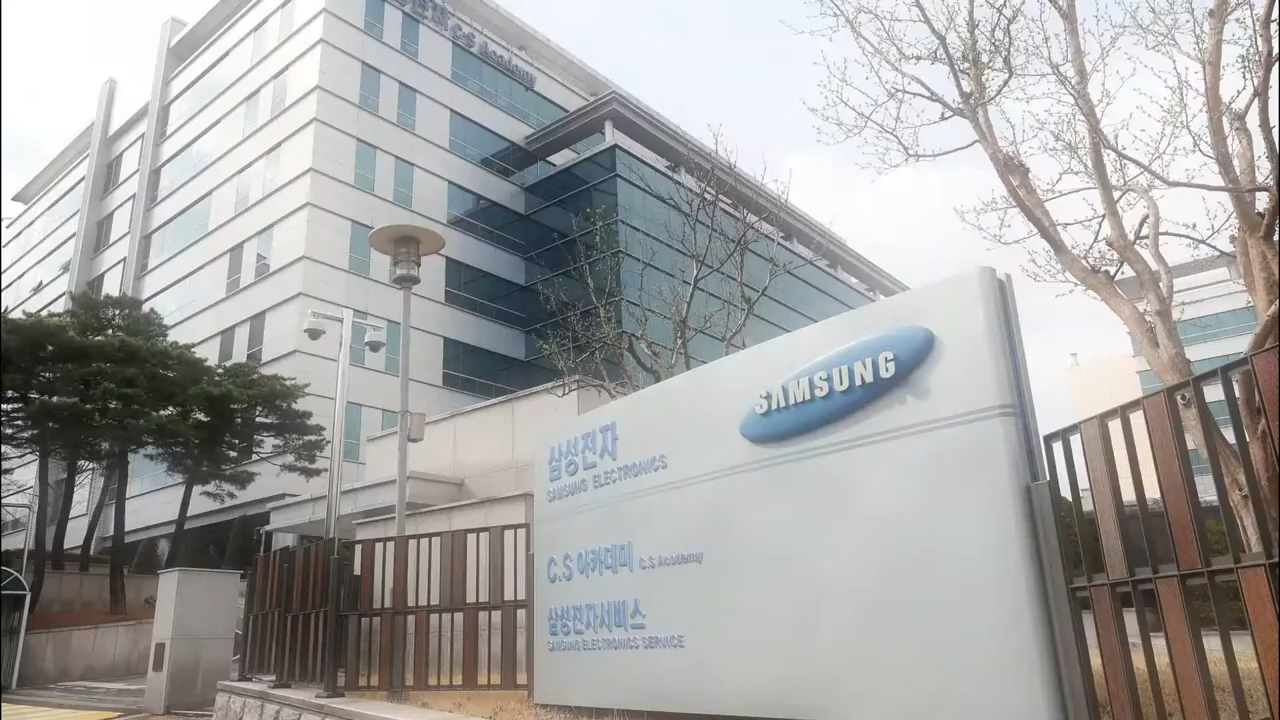 C.S Academy
SAMSUNG
삼성전자
SAMSUNG ELECTRONICS
C.S 아카데미 C.S Academy
삼성전자서비스
SAMSUNG ELECTRONICS SERVICE